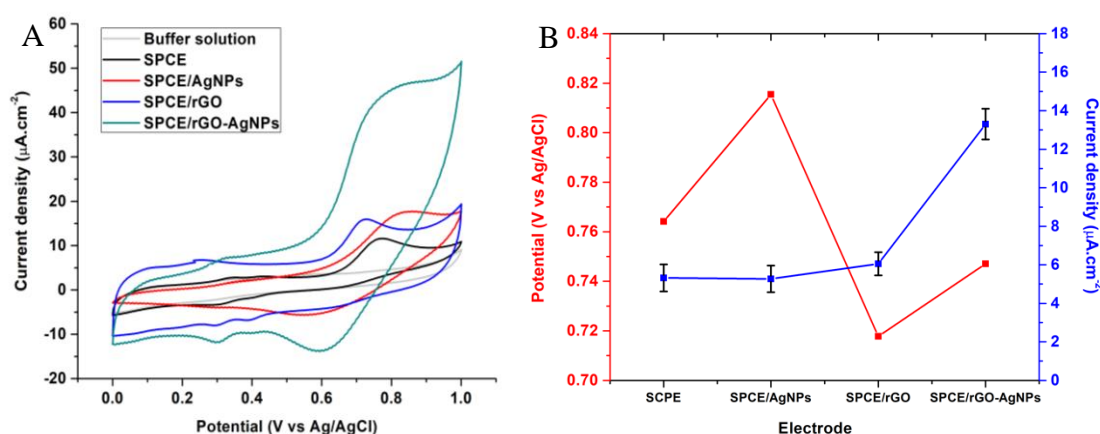 A
Buffer solution
SPCE
SPCE/AgNPs
SPCE/rGO
SPCE/rGO-AgNPs
60
50
40
30
20
10
0
-10
-20
Current density (μA.cm⁻²)
0.0 0.2 0.4 0.6 0.8 1.0
Potential (V vs Ag/AgCl)
B
0.84
0.82
0.80
0.78
0.76
0.74
0.72
0.70
Potential (V vs Ag/AgCl)
18
16
14
12
10
8
6
4
2
0
Current density (μA.cm⁻²)
SCPE SPCE/AgNPs SPCE/rGO SPCE/rGO-AgNPs
Electrode